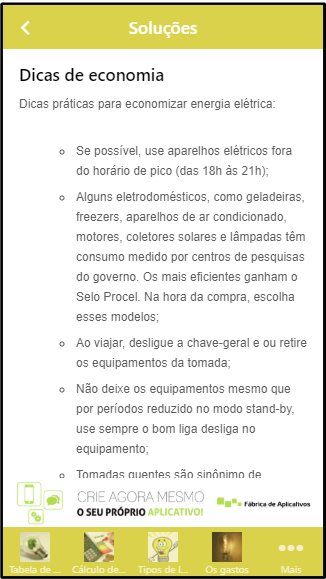 Soluções
Dicas de economia
Dicas práticas para economizar energia elétrica:
Se possível, use aparelhos elétricos fora
do horário de pico (das 18h às 21h);
Alguns eletrodomésticos, como geladeiras,
freezers, aparelhos de ar condicionado,
motores, coletores solares e lâmpadas têm
consumo medido por centros de pesquisas
do governo. Os mais eficientes ganham o
Selo Procel. Na hora da compra, escolha
esses modelos;
Ao viajar, desligue a chave-geral e ou retire
os equipamentos da tomada;
Não deixe os equipamentos mesmo que
por períodos reduzido no modo stand-by,
use sempre o bom liga desliga no
equipamento;
Tomadas quentes são sinônimo de
CRIE AGORA MESMO
O SEU PRÓPRIO APLICATIVO!
Fábrica de Aplicativos
Tabela de ...
Cálculo de...
Tipos de l...
Os gastos
Mais